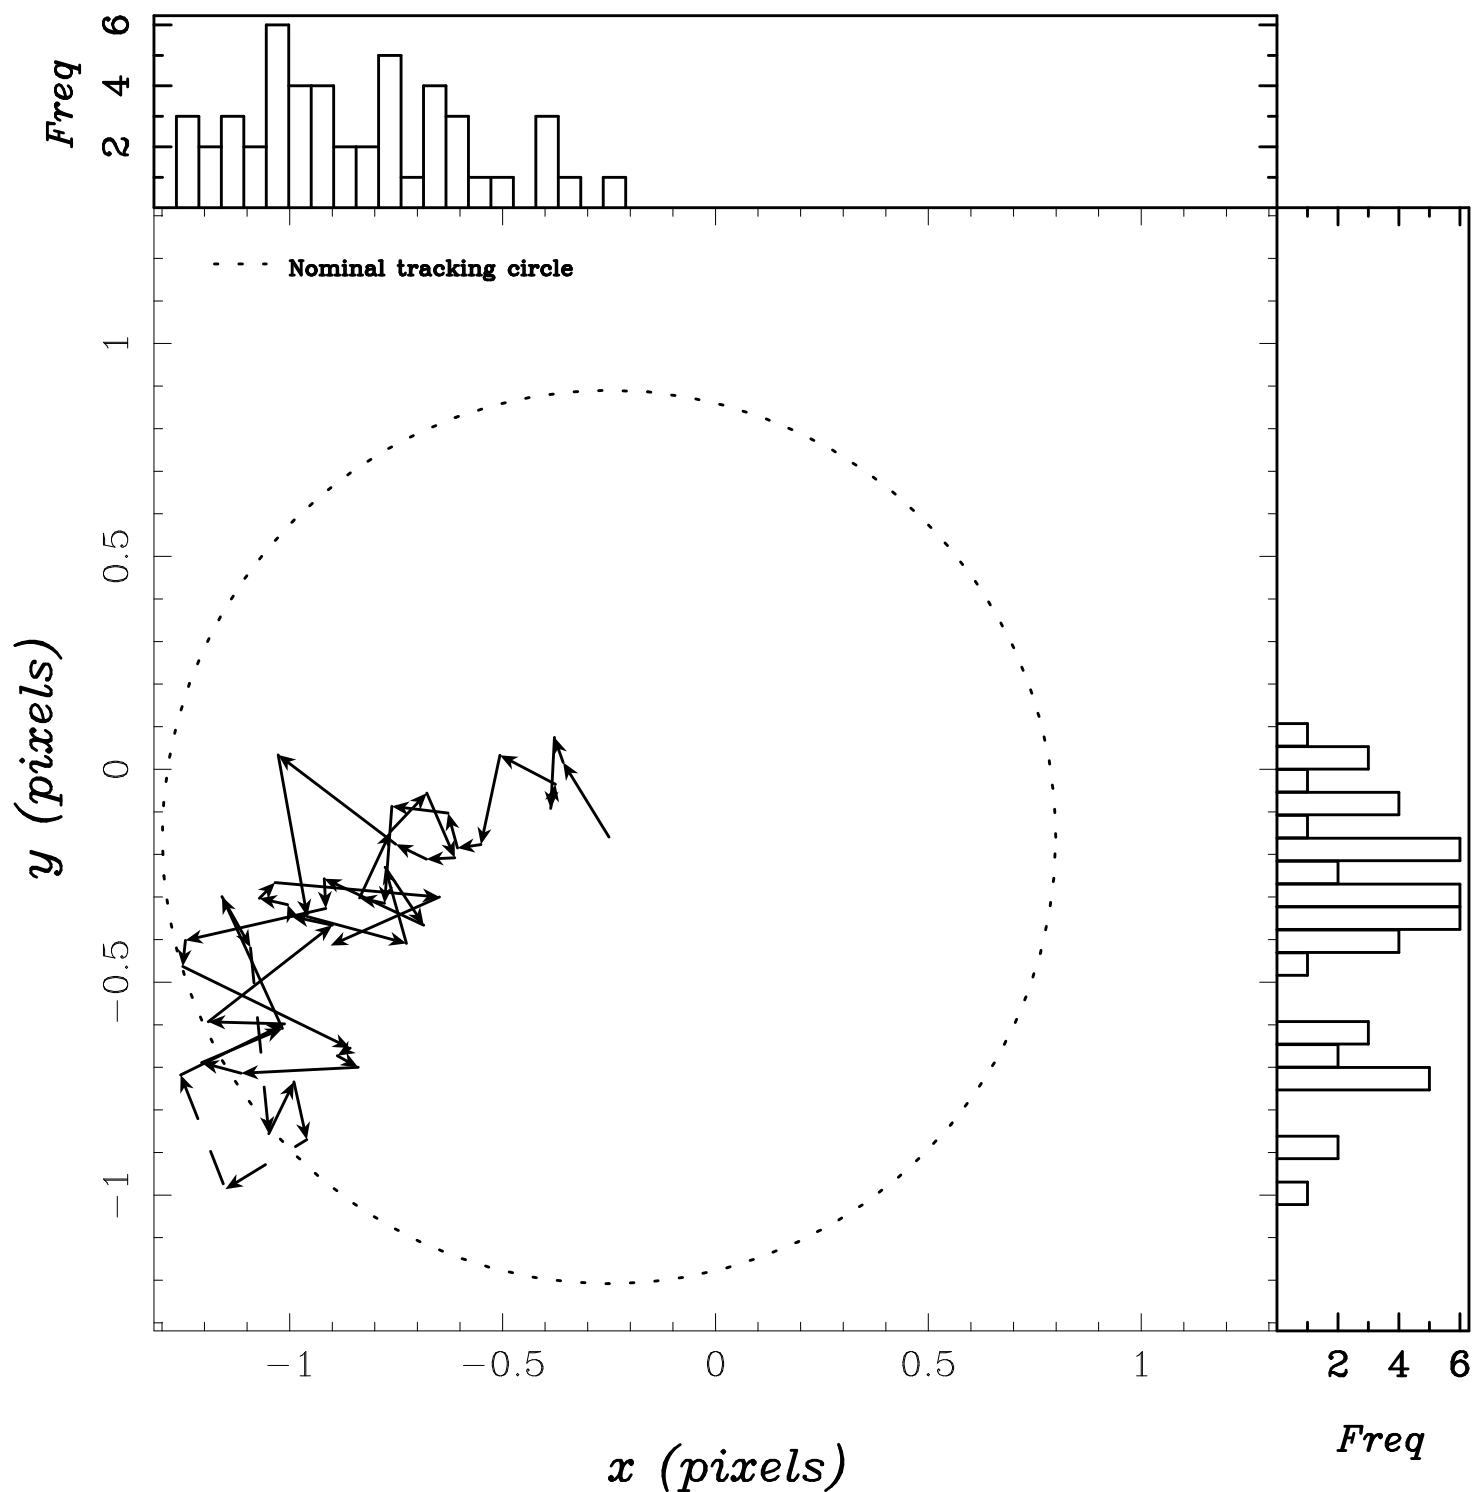 Freq
6
4
2
Nominal tracking circle
y (pixels)
1
0.5
0
−0.5
−1
−1 −0.5 0 0.5 1
2 4 6
x (pixels)
Freq